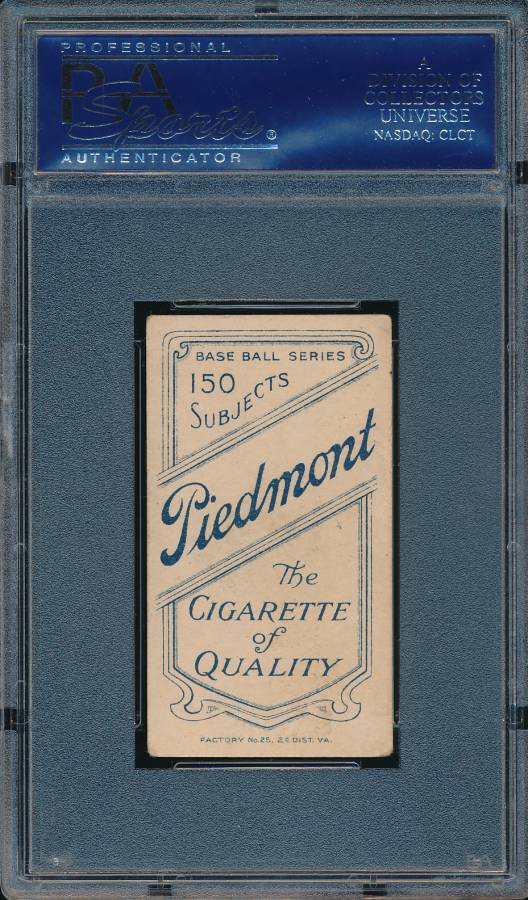 PROFESSIONAL
PSA
Sports®
AUTHENTICATOR
A
DIVISION OF
COLLECTORS
UNIVERSE
NASDAQ: CLCT
BASE BALL SERIES
150
SUBJECTS
Piedmont
The
CIGARETTE
of
QUALITY
FACTORY No. 25, 2d DIST. VA.